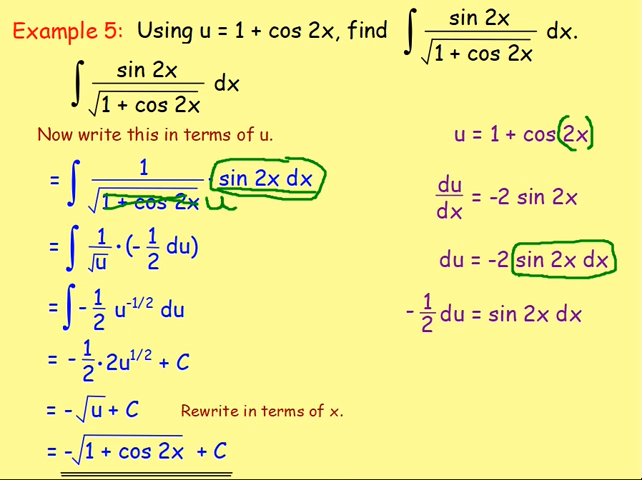 Example 5: Using u = 1 + cos 2x, find ∫ sin 2x / √(1 + cos 2x) dx.
∫ sin 2x / √(1 + cos 2x) dx
Now write this in terms of u.
u = 1 + cos (2x)
= ∫ 1 / √(1 + cos 2x) u · sin 2x dx
du/dx = -2 sin 2x
= ∫ 1/√u · (- 1/2 du)
du = -2 sin 2x dx
= ∫ - 1/2 u^-1/2 du
- 1/2 du = sin 2x dx
= - 1/2 · 2u^1/2 + C
= -√u + C Rewrite in terms of x.
= -√(1 + cos 2x) + C